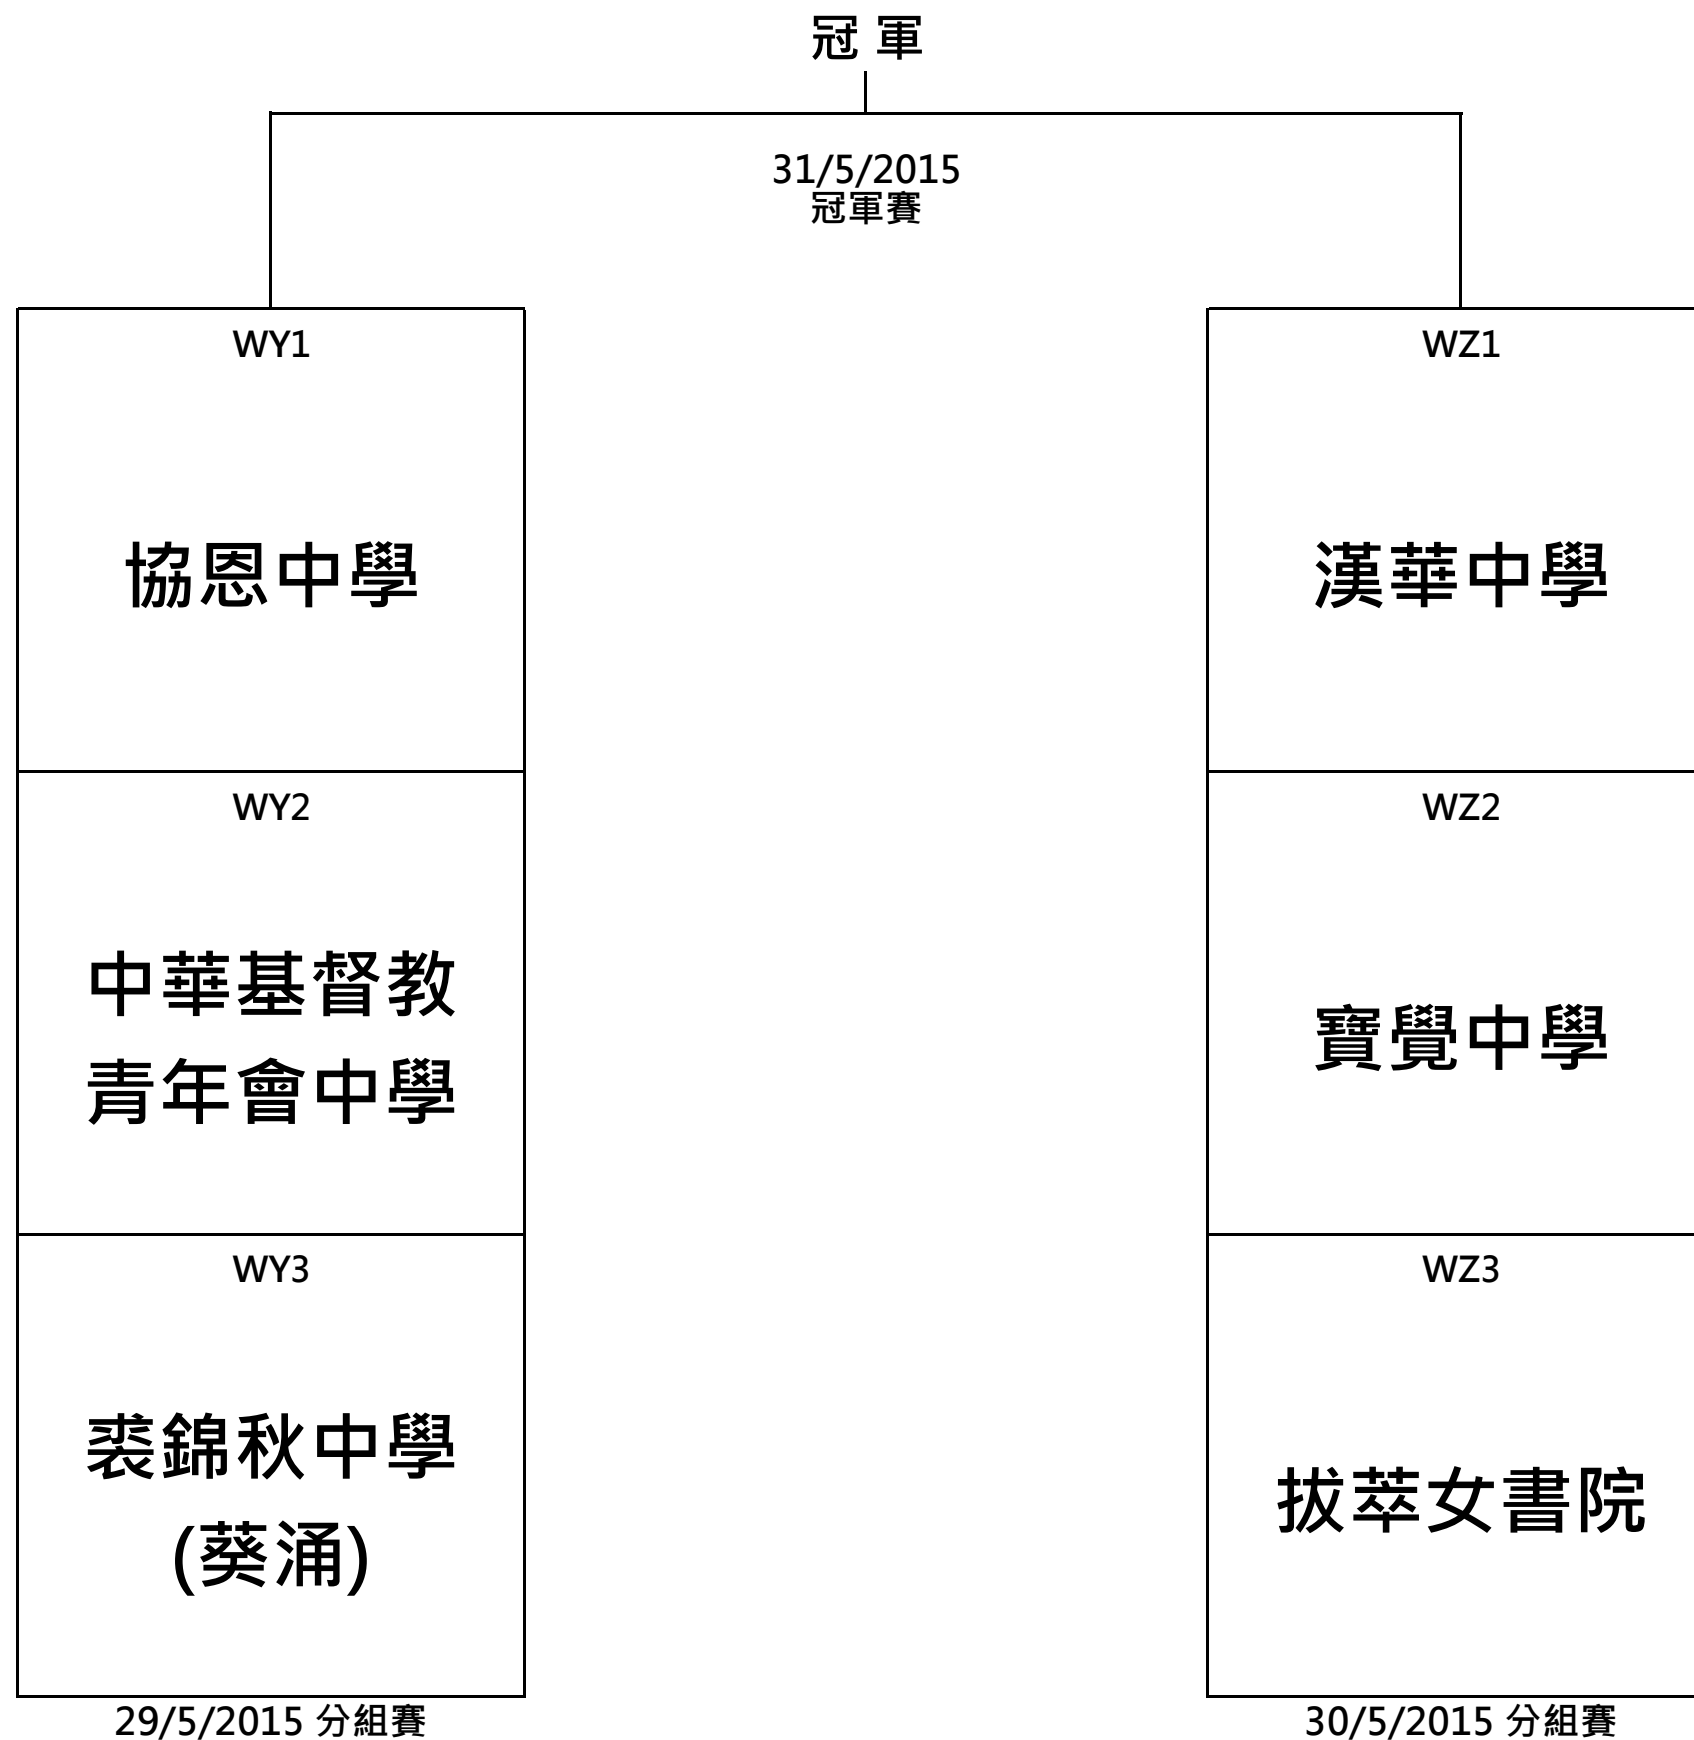 冠 軍
31/5/2015
冠軍賽
WY1
協恩中學
WY2
中華基督教
青年會中學
WY3
裘錦秋中學
(葵涌)
29/5/2015 分組賽
WZ1
漢華中學
WZ2
寶覺中學
WZ3
拔萃女書院
30/5/2015 分組賽